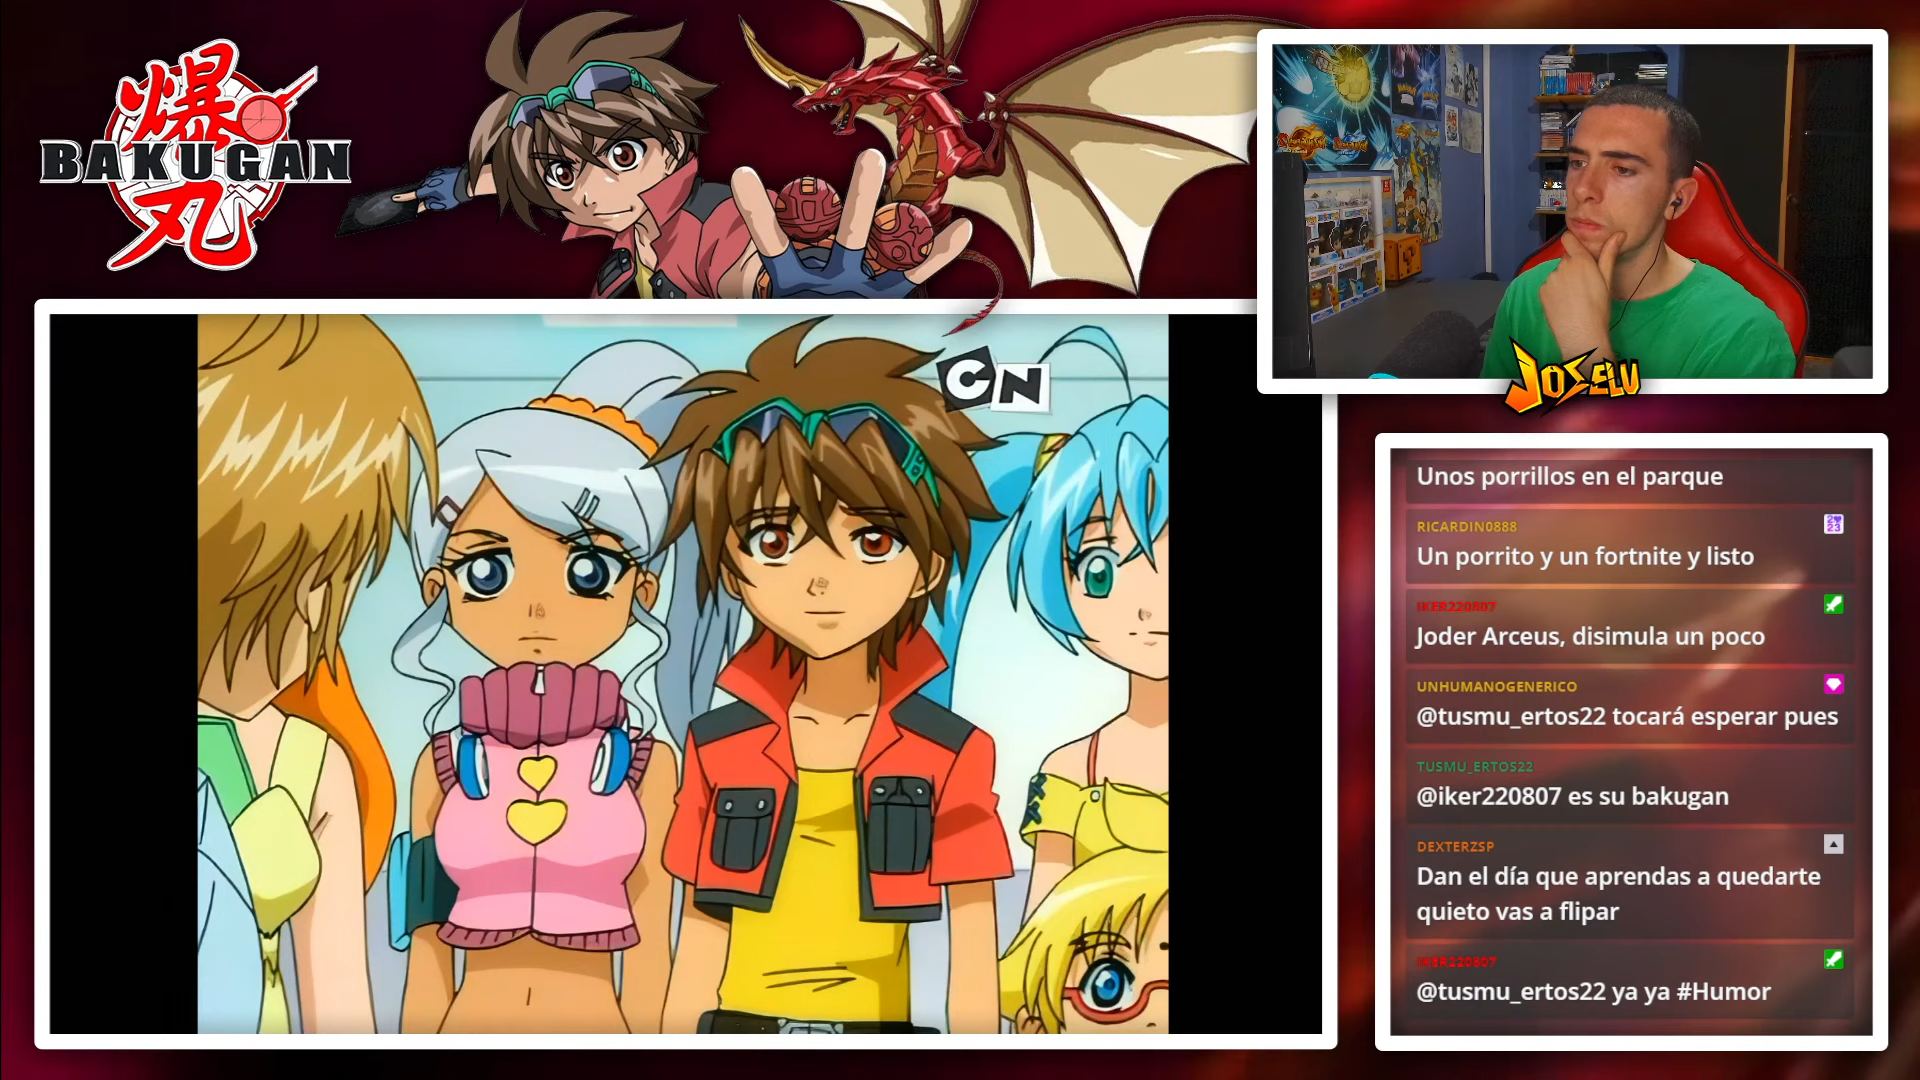 爆
BAKUGAN
丸
CN
JOSELU
Unos porrillos en el parque
RICARDIN0888
Un porrito y un fortnite y listo
IKER220807
Joder Arceus, disimula un poco
UNHUMANOGENERICO
@tusmu_ertos22 tocará esperar pues
TUSMU_ERTOS22
@iker220807 es su bakugan
DEXTERZSP
Dan el día que aprendas a quedarte
quieto vas a flipar
IKER220807
@tusmu_ertos22 ya ya #Humor